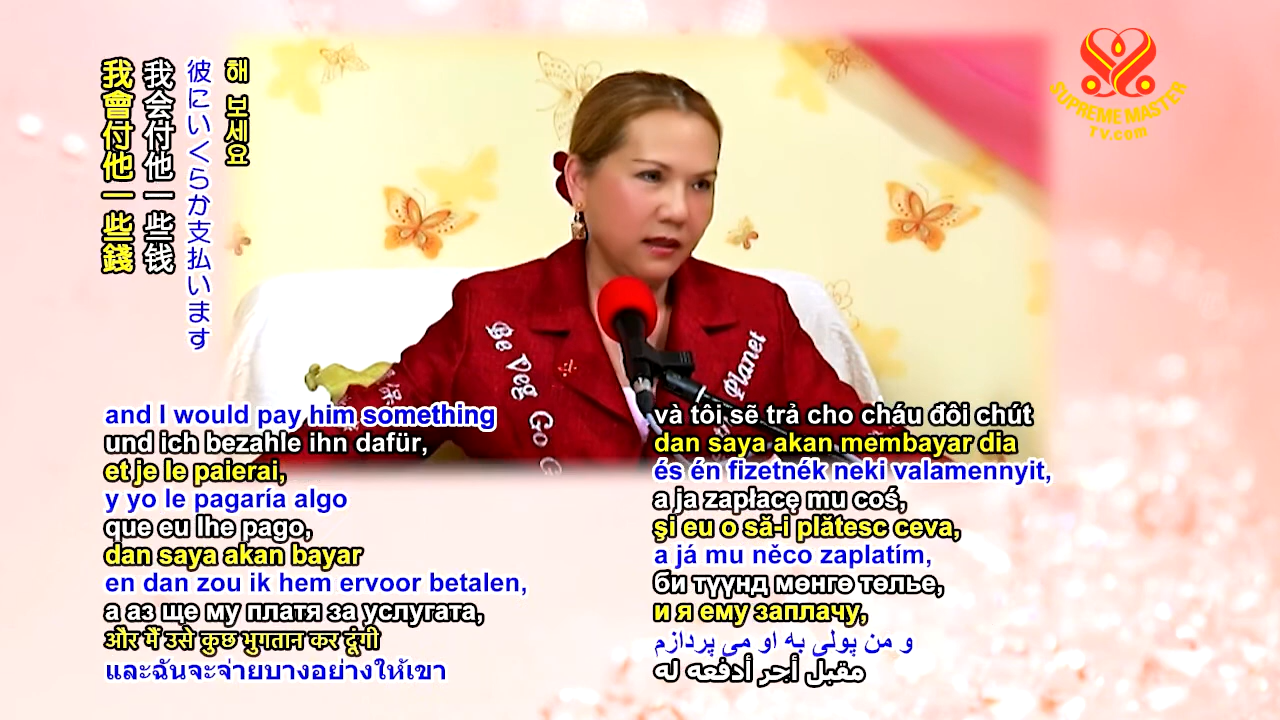 我會付他一些錢
我会付他一些钱
彼にいくらか支払います
해 보세요
SUPREME MASTER
TV.com
Be Veg Go G
Planet
and I would pay him something
und ich bezahle ihn dafür,
et je le paierai,
y yo le pagaría algo
que eu lhe pago,
dan saya akan bayar
en dan zou ik hem ervoor betalen,
а аз ще му платя за услугата,
और मैं उसे कुछ भुगतान कर दूंगी
และฉันจะจ่ายบางอย่างให้เขา
và tôi sẽ trả cho cháu đôi chút
dan saya akan membayar dia
és én fizetnék neki valamennyit,
a ja zapłacę mu coś,
şi eu o să-i plătesc ceva,
a já mu něco zaplatím,
би түүнд мөнгө төлье,
и я ему заплачу,
و من پولی به او می پردازم
مقبل أجر أدفعه له